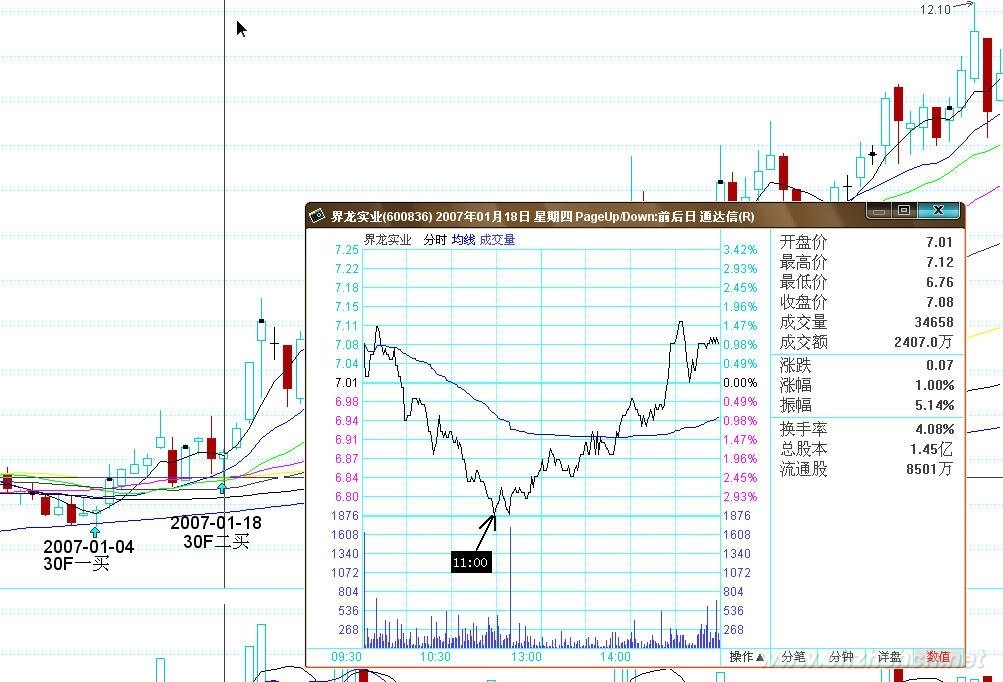 12.10
界龙实业(600836) 2007年01月18日 星期四 PageUp/Down:前后日 通达信(R)
界龙实业 分时 均线 成交量
7.25 3.42%
7.22 2.93%
7.18 2.45%
7.15 1.96%
7.11 1.47%
7.08 0.98%
7.04 0.49%
7.01 0.00%
6.98 0.49%
6.94 0.98%
6.91 1.47%
6.87 1.96%
6.84 2.45%
6.80 2.93%
1876 1876
1608 1608
1340 1340
1072 1072
804 804
536 536
268 268
11:00
09:30 10:30 13:00 14:00
开盘价 7.01
最高价 7.12
最低价 6.76
收盘价 7.08
成交量 34658
成交额 2407.0万
涨跌 0.07
涨幅 1.00%
振幅 5.14%
换手率 4.08%
总股本 1.45亿
流通股 8501万
操作▲ 分笔 分钟 详盘 数值
2007-01-04
30F一买
2007-01-18
30F二买